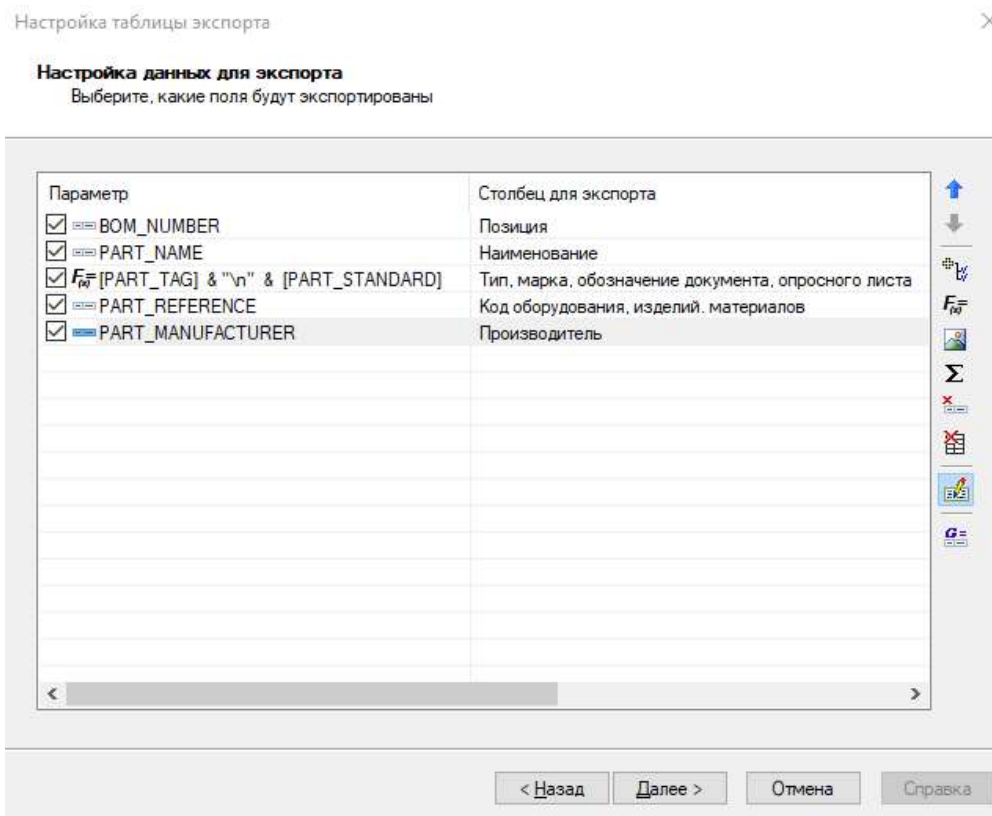 Настройка таблицы экспорта
Настройка данных для экспорта
Выберите, какие поля будут экспортированы
Параметр Столбец для экспорта
BOM_NUMBER Позиция
PART_NAME Наименование
[PART_TAG] & "\n" & [PART_STANDARD] Тип, марка, обозначение документа, опросного листа
PART_REFERENCE Код оборудования, изделий. материалов
PART_MANUFACTURER Производитель
< Назад Далее > Отмена Справка